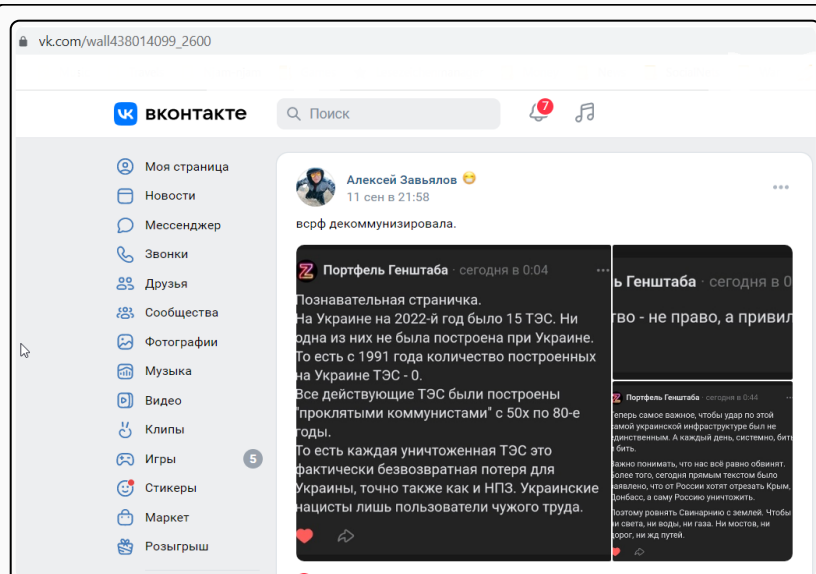 vk.com/wall438014099_2600
вконтакте
Поиск
7
Моя страница
Новости
Мессенджер
Звонки
Друзья
Сообщества
Фотографии
Музыка
Видео
Клипы
Игры
5
Стикеры
Маркет
Розыгрыш
Алексей Завьялов
11 сен в 21:58
всрф декоммунизировала.
Портфель Генштаба · сегодня в 0:04
Познавательная страничка.
На Украине на 2022-й год было 15 ТЭС. Ни
одна из них не была построена при Украине.
То есть с 1991 года количество построенных
на Украине ТЭС - 0.
Все действующие ТЭС были построены
"проклятыми коммунистами" с 50х по 80-е
годы.
То есть каждая уничтоженная ТЭС это
фактически безвозвратная потеря для
Украины, точно также как и НПЗ. Украинские
нацисты лишь пользователи чужого труда.
ь Генштаба · сегодня в 0
тво - не право, а привил
Портфель Генштаба · сегодня в 0:44
Теперь самое важное, чтобы удар по этой
самой украинской инфраструктуре был не
единственным. А каждый день, системно, бить
и бить.
Важно понимать, что нас всё равно обвинят.
Более того, сегодня прямым текстом было
заявлено, что от России хотят отрезать Крым,
Донбасс, а саму Россию уничтожить.
Поэтому ровнять Свинарнию с землей. Чтобы
ни света, ни воды, ни газа. Ни мостов, ни
дорог, ни жд путей.